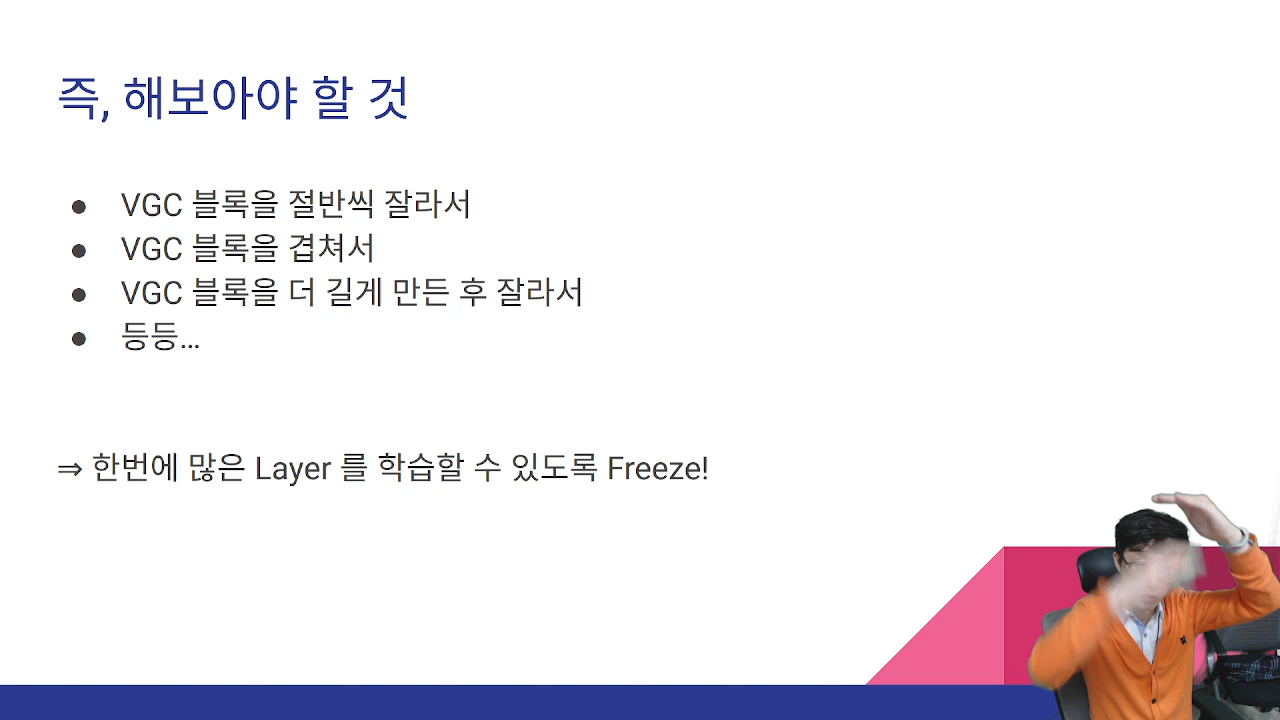 즉, 해보아야 할 것
● VGC 블록을 절반씩 잘라서
● VGC 블록을 겹쳐서
● VGC 블록을 더 길게 만든 후 잘라서
● 등등...
⇒ 한번에 많은 Layer 를 학습할 수 있도록 Freeze!